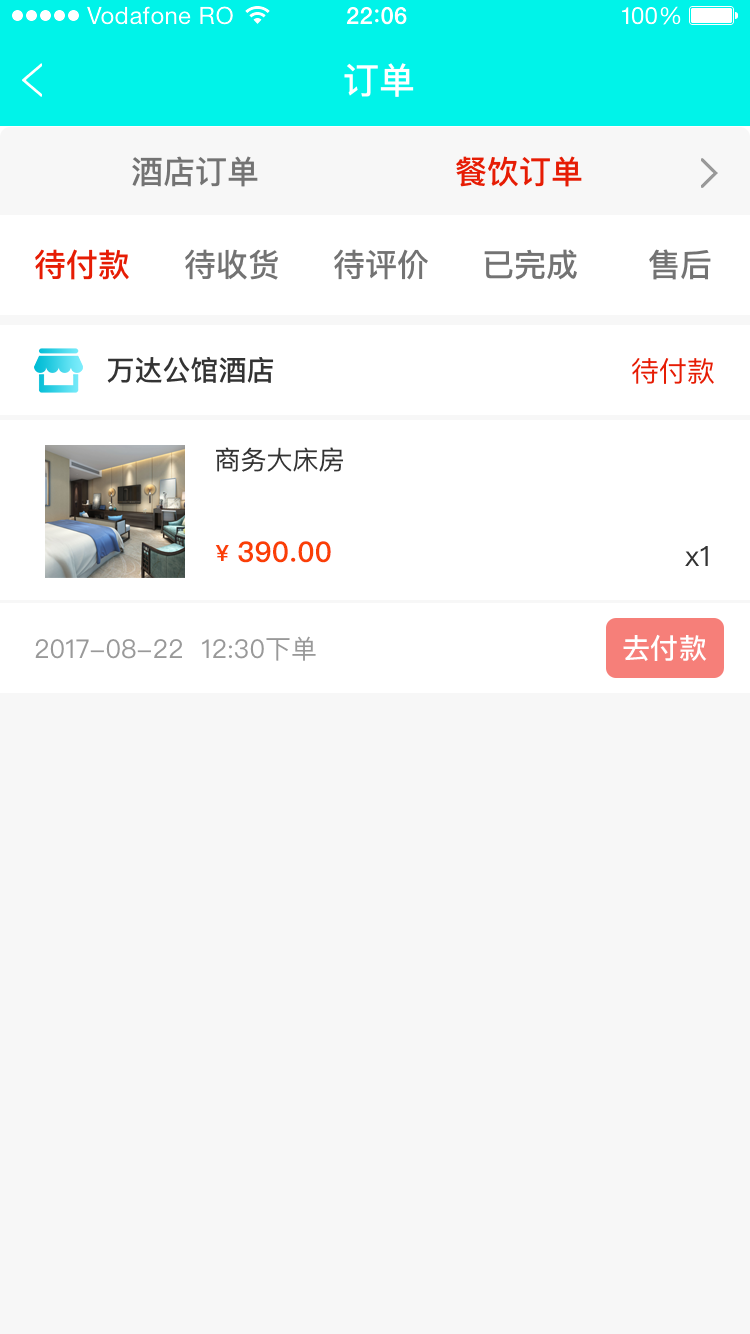 Vodafone RO 22:06 100%
订单
酒店订单 餐饮订单
待付款 待收货 待评价 已完成 售后
万达公馆酒店 待付款
商务大床房
¥ 390.00 x1
2017-08-22 12:30下单 去付款